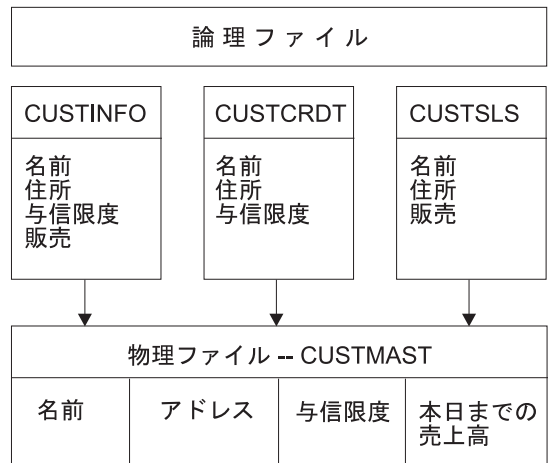 論理ファイル
CUSTINFO
名前
住所
与信限度
販売
CUSTCRDT
名前
住所
与信限度
CUSTSLS
名前
住所
販売
物理ファイル -- CUSTMAST
名前
アドレス
与信限度
本日までの
売上高